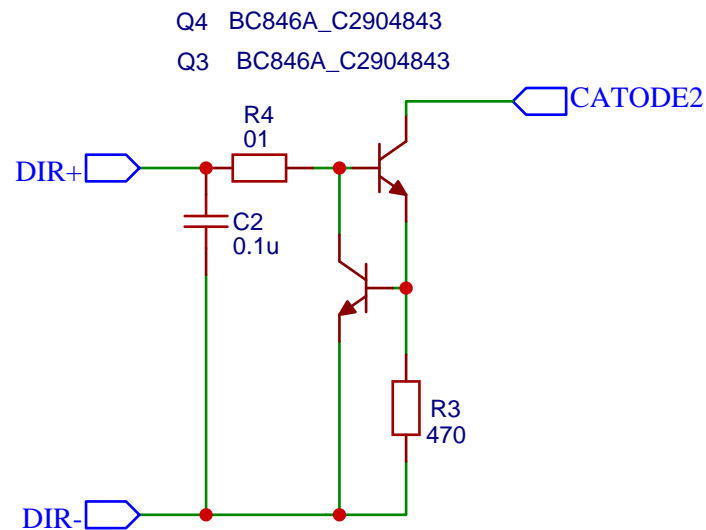 Q4 BC846A_C2904843
Q3 BC846A_C2904843
CATODE2
R4
01
DIR+
C2
0.1u
R3
470
DIR-